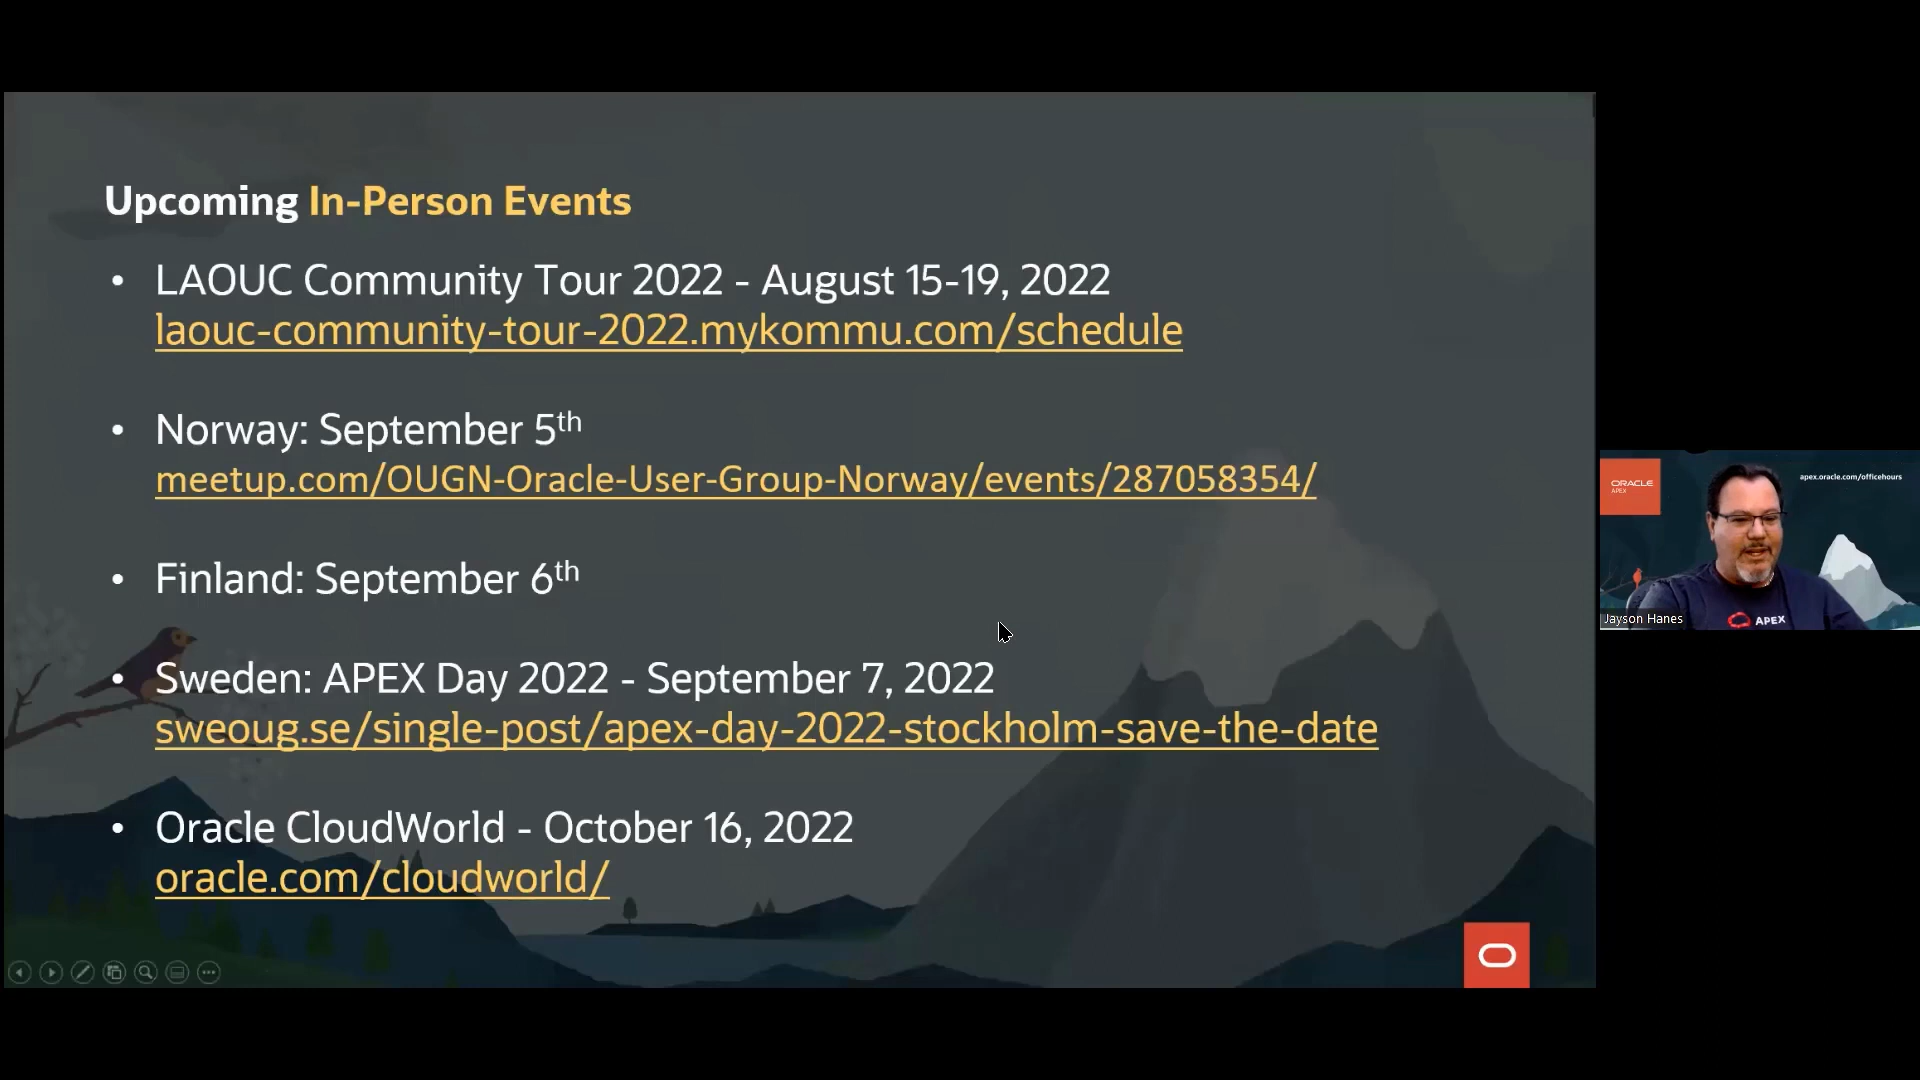 Upcoming In-Person Events
• LAOUC Community Tour 2022 - August 15-19, 2022
laouc-community-tour-2022.mykommu.com/schedule
• Norway: September 5th
meetup.com/OUGN-Oracle-User-Group-Norway/events/287058354/
• Finland: September 6th
• Sweden: APEX Day 2022 - September 7, 2022
sweoug.se/single-post/apex-day-2022-stockholm-save-the-date
• Oracle CloudWorld - October 16, 2022
oracle.com/cloudworld/
ORACLE
APEX
apex.oracle.com/officehours
APEX
Jayson Hanes